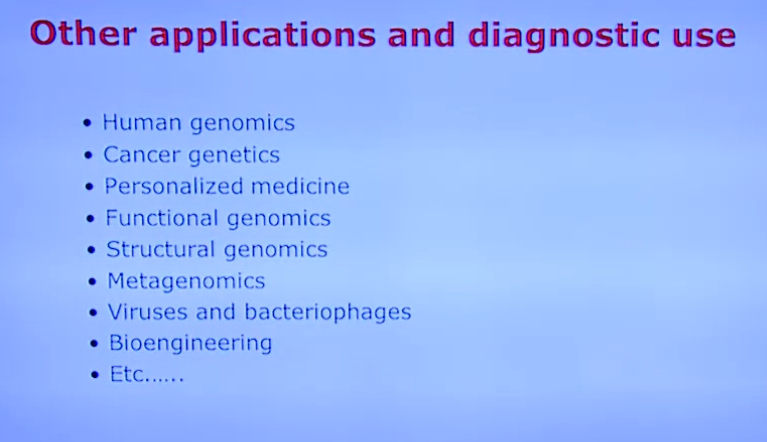 Other applications and diagnostic use
• Human genomics
• Cancer genetics
• Personalized medicine
• Functional genomics
• Structural genomics
• Metagenomics
• Viruses and bacteriophages
• Bioengineering
• Etc......